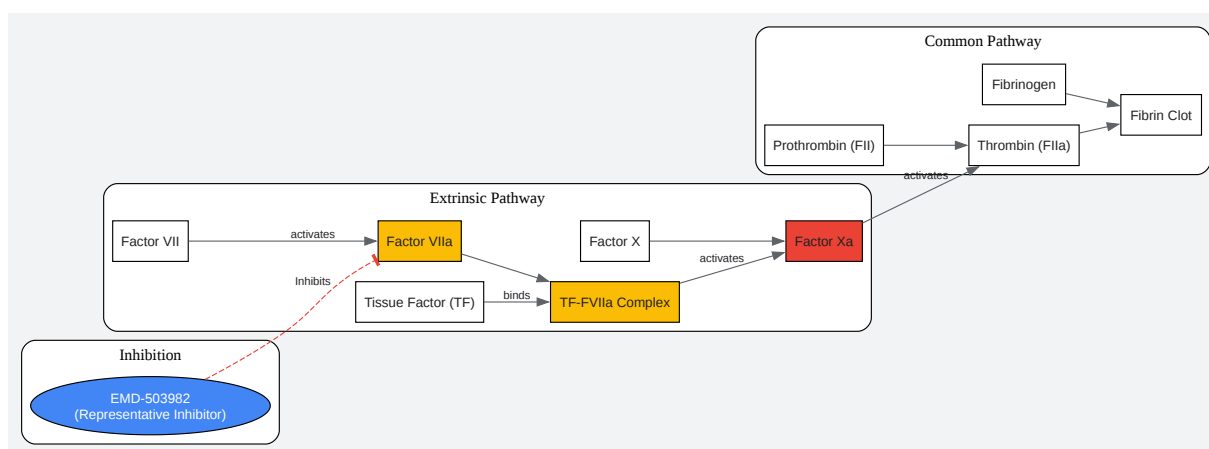 Common Pathway
Fibrinogen
Fibrin Clot
Prothrombin (FII)
Thrombin (FIIa)
activates
Extrinsic Pathway
Factor VII
activates
Factor VIIa
Factor X
Factor Xa
activates
Inhibits
Tissue Factor (TF)
binds
TF-FVIIa Complex
Inhibition
EMD-503982
(Representative Inhibitor)